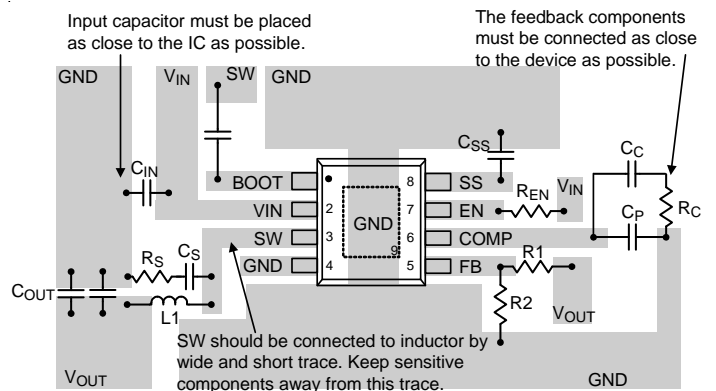 Input capacitor must be placed
as close to the IC as possible.
The feedback components
must be connected as close
to the device as possible.
GND
VIN
SW
GND
CIN
CSS
CC
BOOT
8
SS
REN
VIN
RC
VIN
2
GND
7
EN
CP
SW
3
6
COMP
GND
4
9
5
FB
R1
RS
CS
COUT
L1
R2
VOUT
SW should be connected to inductor by
wide and short trace. Keep sensitive
components away from this trace.
VOUT
GND